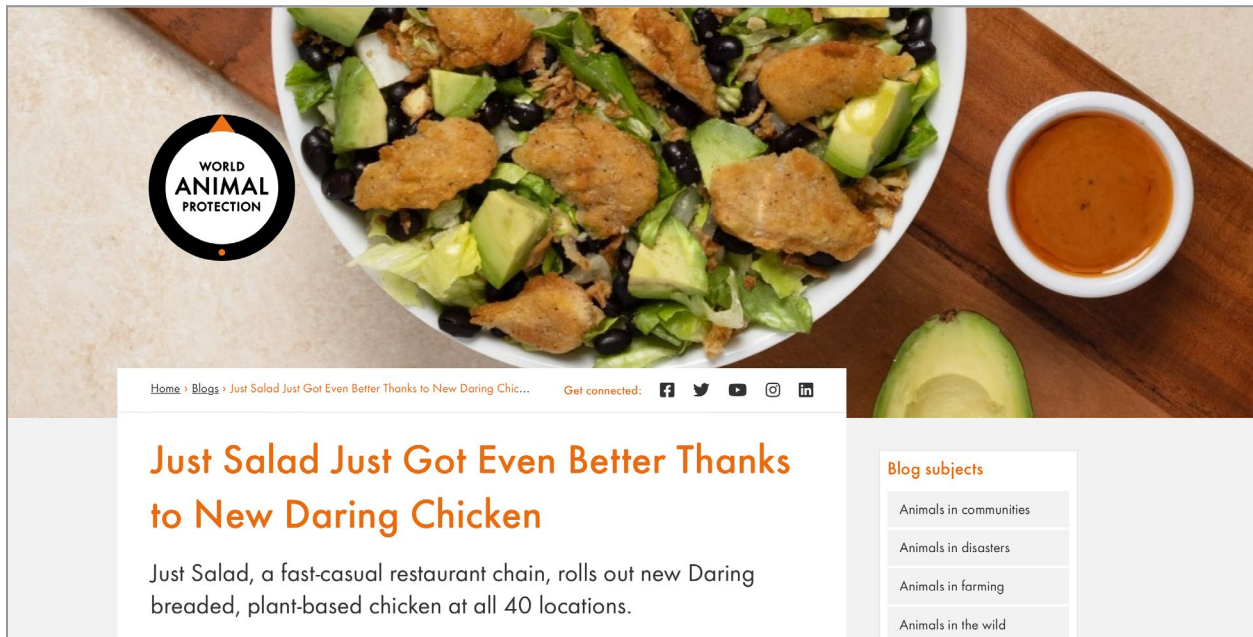 WORLD
ANIMAL
PROTECTION
Home › Blogs › Just Salad Just Got Even Better Thanks to New Daring Chic...
Get connected:
Just Salad Just Got Even Better Thanks
to New Daring Chicken
Just Salad, a fast-casual restaurant chain, rolls out new Daring
breaded, plant-based chicken at all 40 locations.
Blog subjects
Animals in communities
Animals in disasters
Animals in farming
Animals in the wild